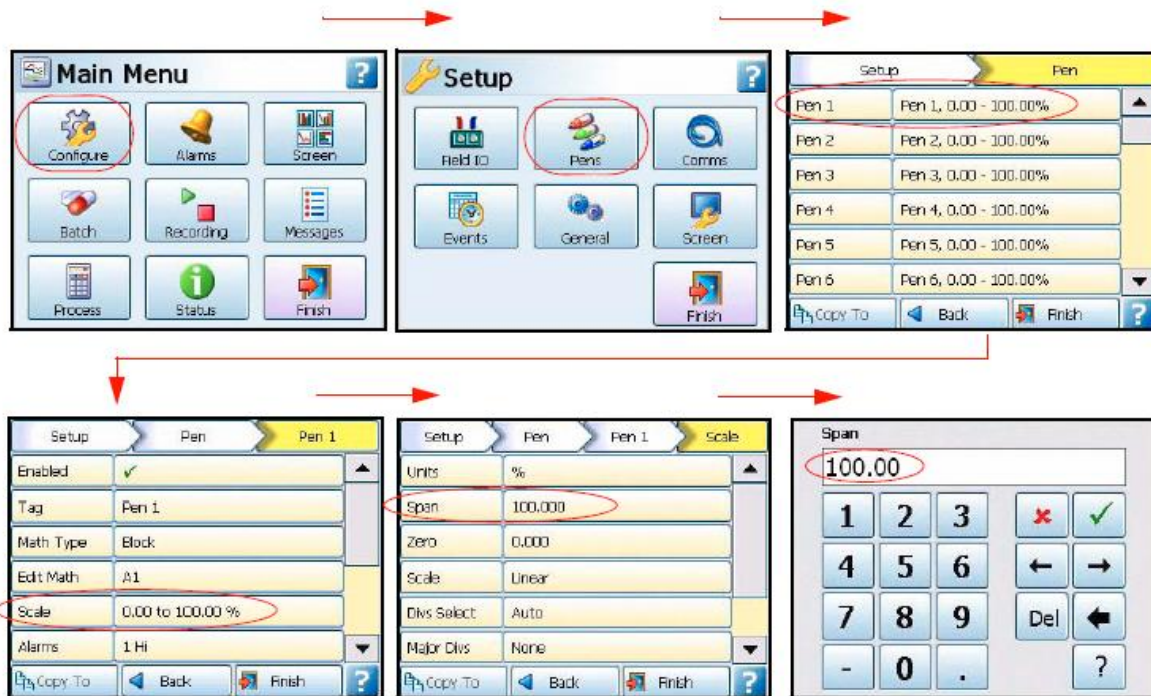 Main Menu ?
Configure Alarms Screen
Batch Recording Messages
Process Status Finish
Setup ?
Field IO Pens Comms
Events General Screen
Finish
Setup Pen
Pen 1 Pen 1, 0.00 - 100.00%
Pen 2 Pen 2, 0.00 - 100.00%
Pen 3 Pen 3, 0.00 - 100.00%
Pen 4 Pen 4, 0.00 - 100.00%
Pen 5 Pen 5, 0.00 - 100.00%
Pen 6 Pen 6, 0.00 - 100.00%
Copy To Back Finish ?
Setup Pen Pen 1
Enabled ✓
Tag Pen 1
Math Type Block
Edit Math A1
Scale 0.00 to 100.00 %
Alarms 1 Hi
Copy To Back Finish ?
Setup Pen Pen 1 Scale
Units %
Span 100.000
Zero 0.000
Scale Linear
Divs Select Auto
Major Divs None
Copy To Back Finish ?
Span
100.00
1 2 3
4 5 6
7 8 9 Del
- 0 . ?